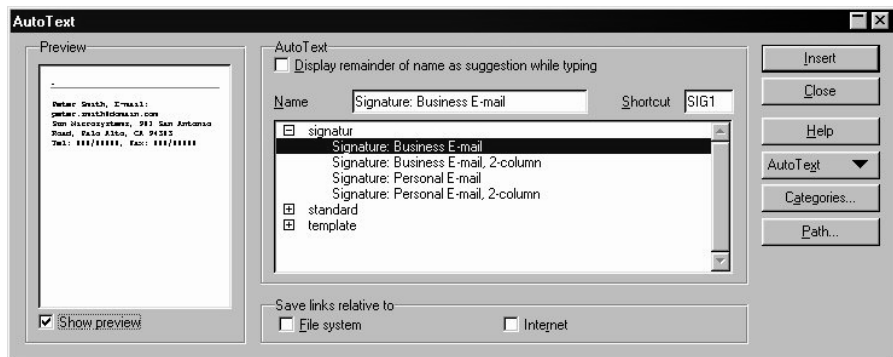 AutoText
Preview
Peter Smith, E-mail:
peter.smith@domain.com
Sun Microsystems, 901 San Antonio
Road, Palo Alto, CA 94303
Tel: 000/00000, Fax: 000/00000
Show preview
AutoText
Display remainder of name as suggestion while typing
Name Signature: Business E-mail Shortcut SIG1
signatur
Signature: Business E-mail
Signature: Business E-mail, 2-column
Signature: Personal E-mail
Signature: Personal E-mail, 2-column
standard
template
Save links relative to
File system Internet
Insert
Close
Help
AutoText
Categories...
Path...